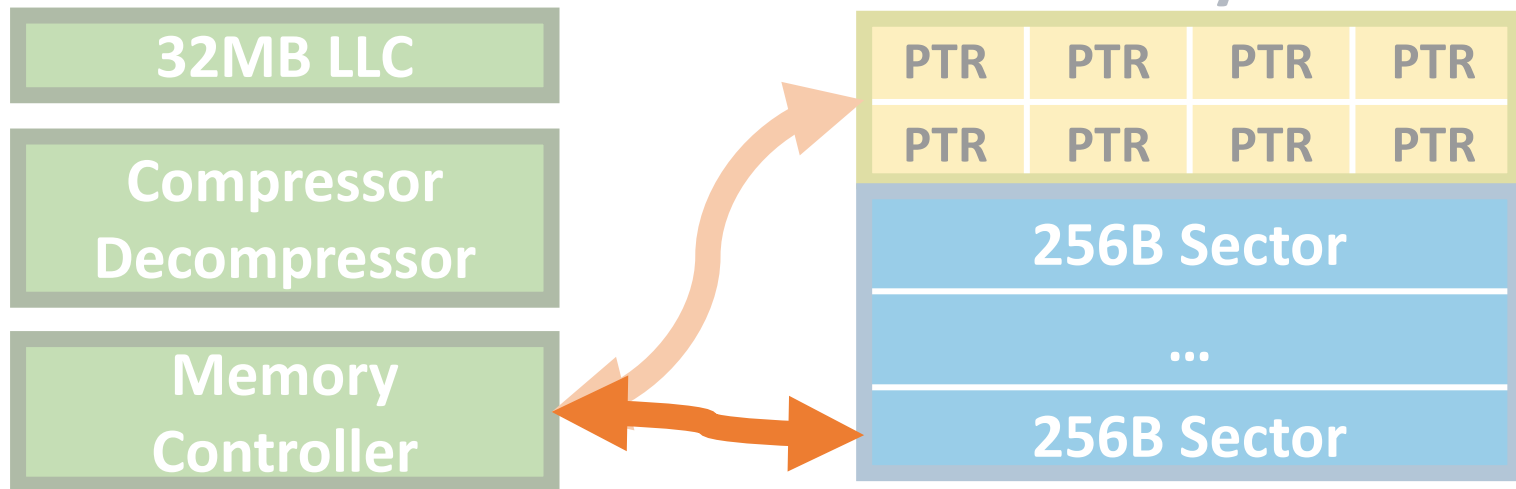 32MB LLC
Compressor
Decompressor
Memory
Controller
PTR PTR PTR PTR
PTR PTR PTR PTR
256B Sector
...
256B Sector